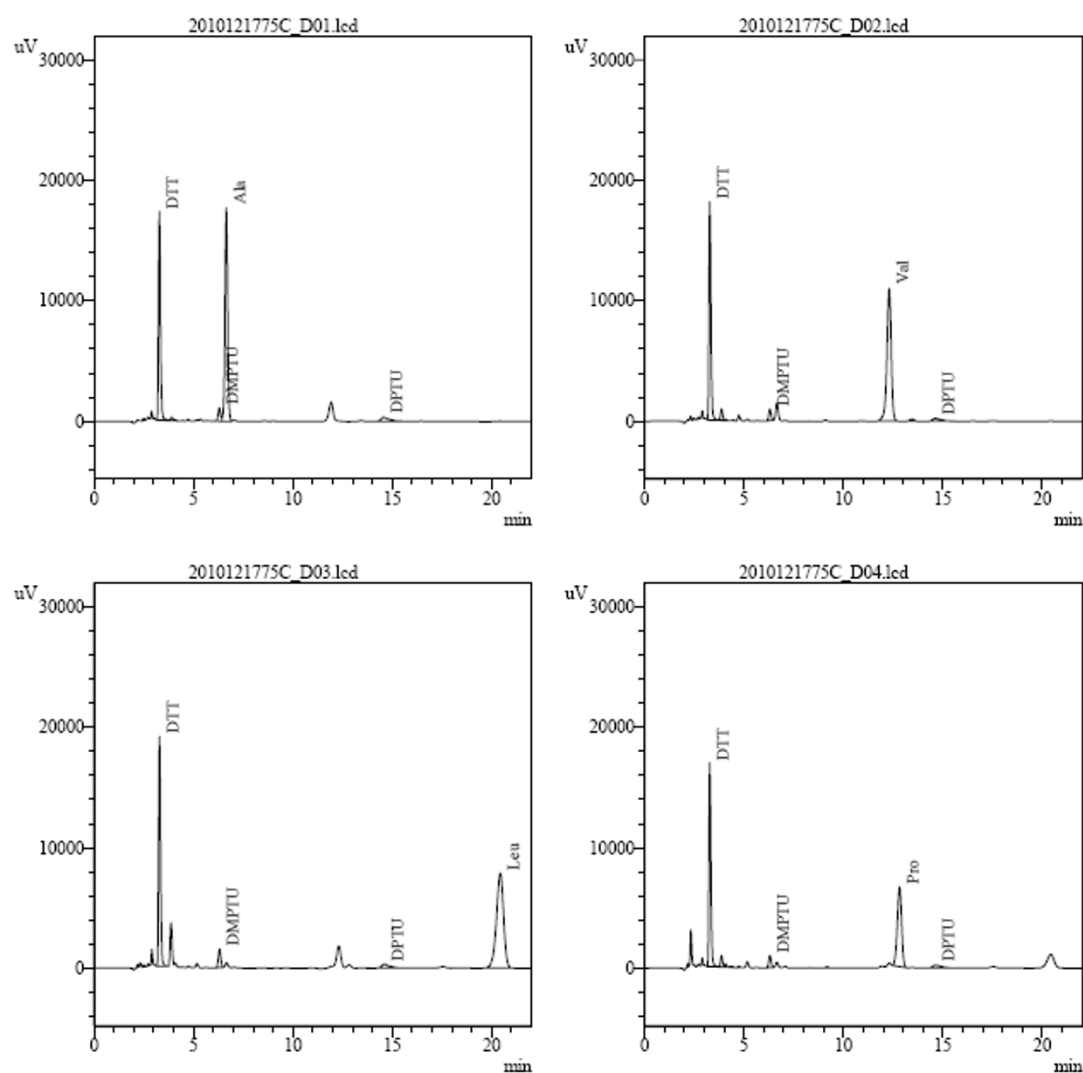 2010121775C_D01.lcd
uV
30000
20000
10000
0
DTT
Ala
DMPTU
DPTU
0 5 10 15 20
min
2010121775C_D02.lcd
uV
30000
20000
10000
0
DTT
DMPTU
Val
DPTU
0 5 10 15 20
min
2010121775C_D03.lcd
uV
30000
20000
10000
0
DTT
DMPTU
DPTU
Leu
0 5 10 15 20
min
2010121775C_D04.lcd
uV
30000
20000
10000
0
DTT
DMPTU
Pro
DPTU
0 5 10 15 20
min